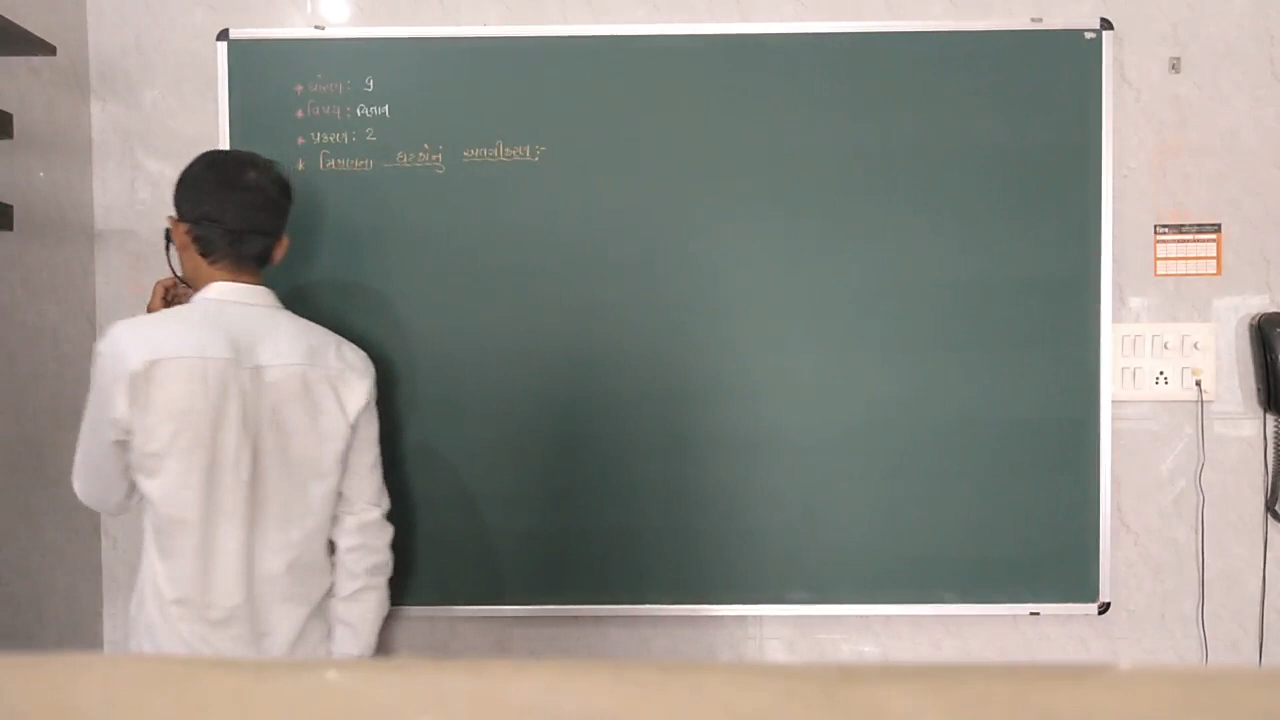 * ધોરણ : 9
* વિષય : વિજ્ઞાન
* પ્રકરણ : 2
* મિશ્રણના ઘટકોનું અલગીકરણ :-